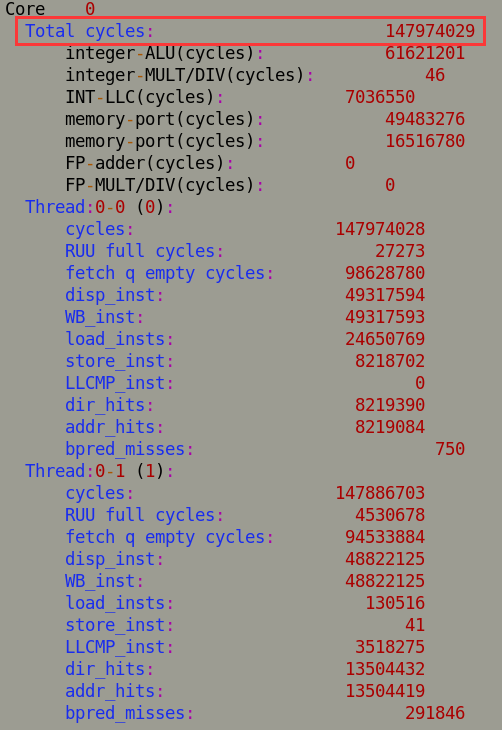 Core    0
Total cycles:    147974029
integer-ALU(cycles):    61621201
integer-MULT/DIV(cycles):    46
INT-LLC(cycles):    7036550
memory-port(cycles):    49483276
memory-port(cycles):    16516780
FP-adder(cycles):    0
FP-MULT/DIV(cycles):    0
Thread:0-0 (0):
cycles:    147974028
RUU full cycles:    27273
fetch q empty cycles:    98628780
disp_inst:    49317594
WB_inst:    49317593
load_insts:    24650769
store_inst:    8218702
LLCMP_inst:    0
dir_hits:    8219390
addr_hits:    8219084
bpred_misses:    750
Thread:0-1 (1):
cycles:    147886703
RUU full cycles:    4530678
fetch q empty cycles:    94533884
disp_inst:    48822125
WB_inst:    48822125
load_insts:    130516
store_inst:    41
LLCMP_inst:    3518275
dir_hits:    13504432
addr_hits:    13504419
bpred_misses:    291846